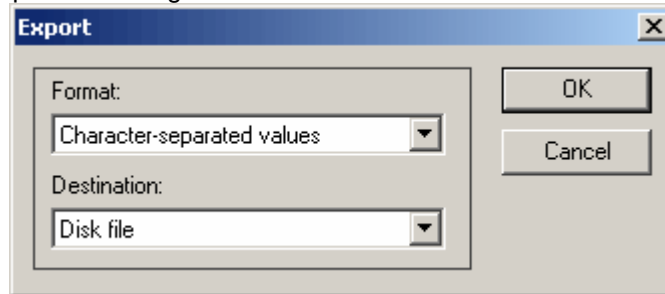 Export
Format:
OK
Character-separated values
Cancel
Destination:
Disk file